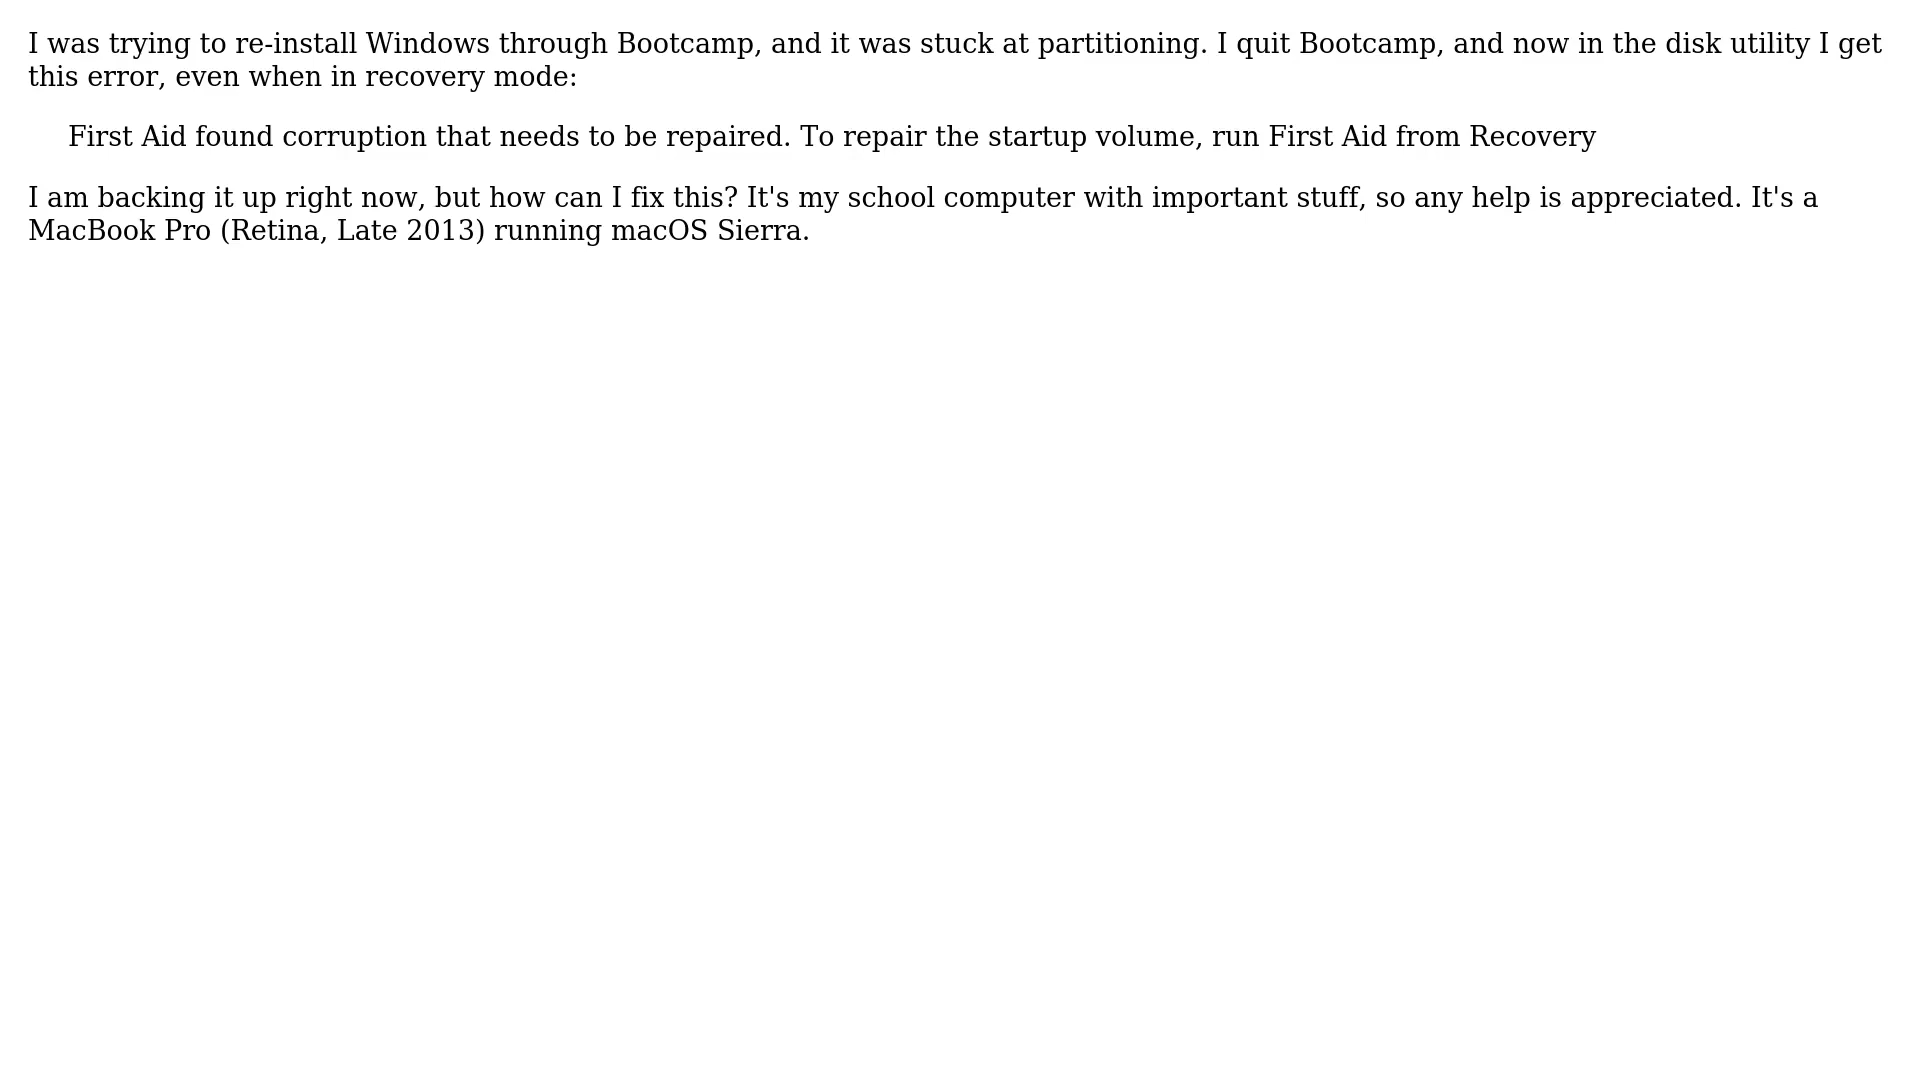 I was trying to re-install Windows through Bootcamp, and it was stuck at partitioning. I quit Bootcamp, and now in the disk utility I get
this error, even when in recovery mode:
First Aid found corruption that needs to be repaired. To repair the startup volume, run First Aid from Recovery
I am backing it up right now, but how can I fix this? It's my school computer with important stuff, so any help is appreciated. It's a
MacBook Pro (Retina, Late 2013) running macOS Sierra.